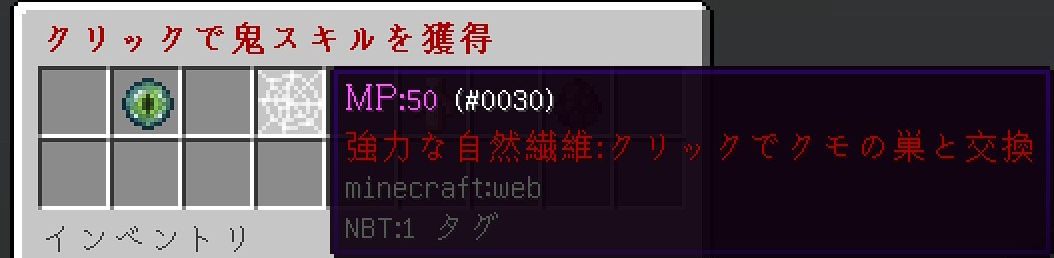 クリックで鬼スキルを獲得
MP:50 (#0030)
強力な自然繊維:クリックでクモの巣と交換
minecraft:web
NBT:1 タグ
インベントリ